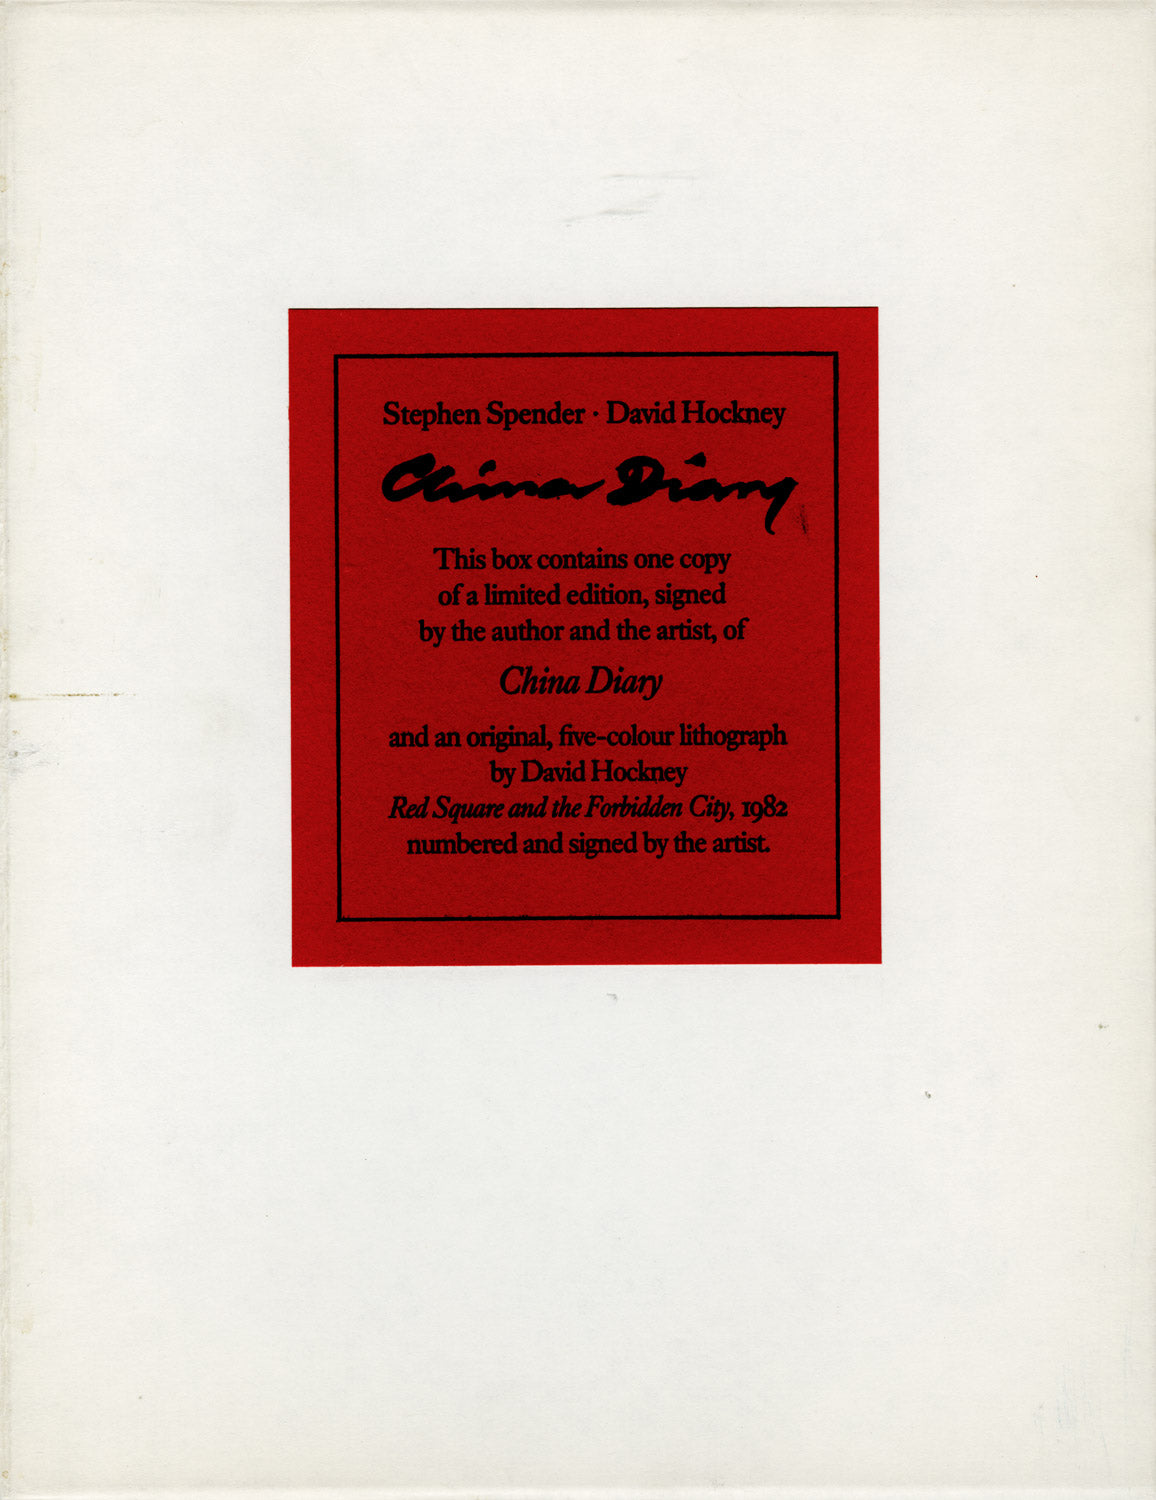 Stephen Spender · David Hockney
China Diary
This box contains one copy
of a limited edition, signed
by the author and the artist, of
China Diary
and an original, five-colour lithograph
by David Hockney
Red Square and the Forbidden City, 1982
numbered and signed by the artist.